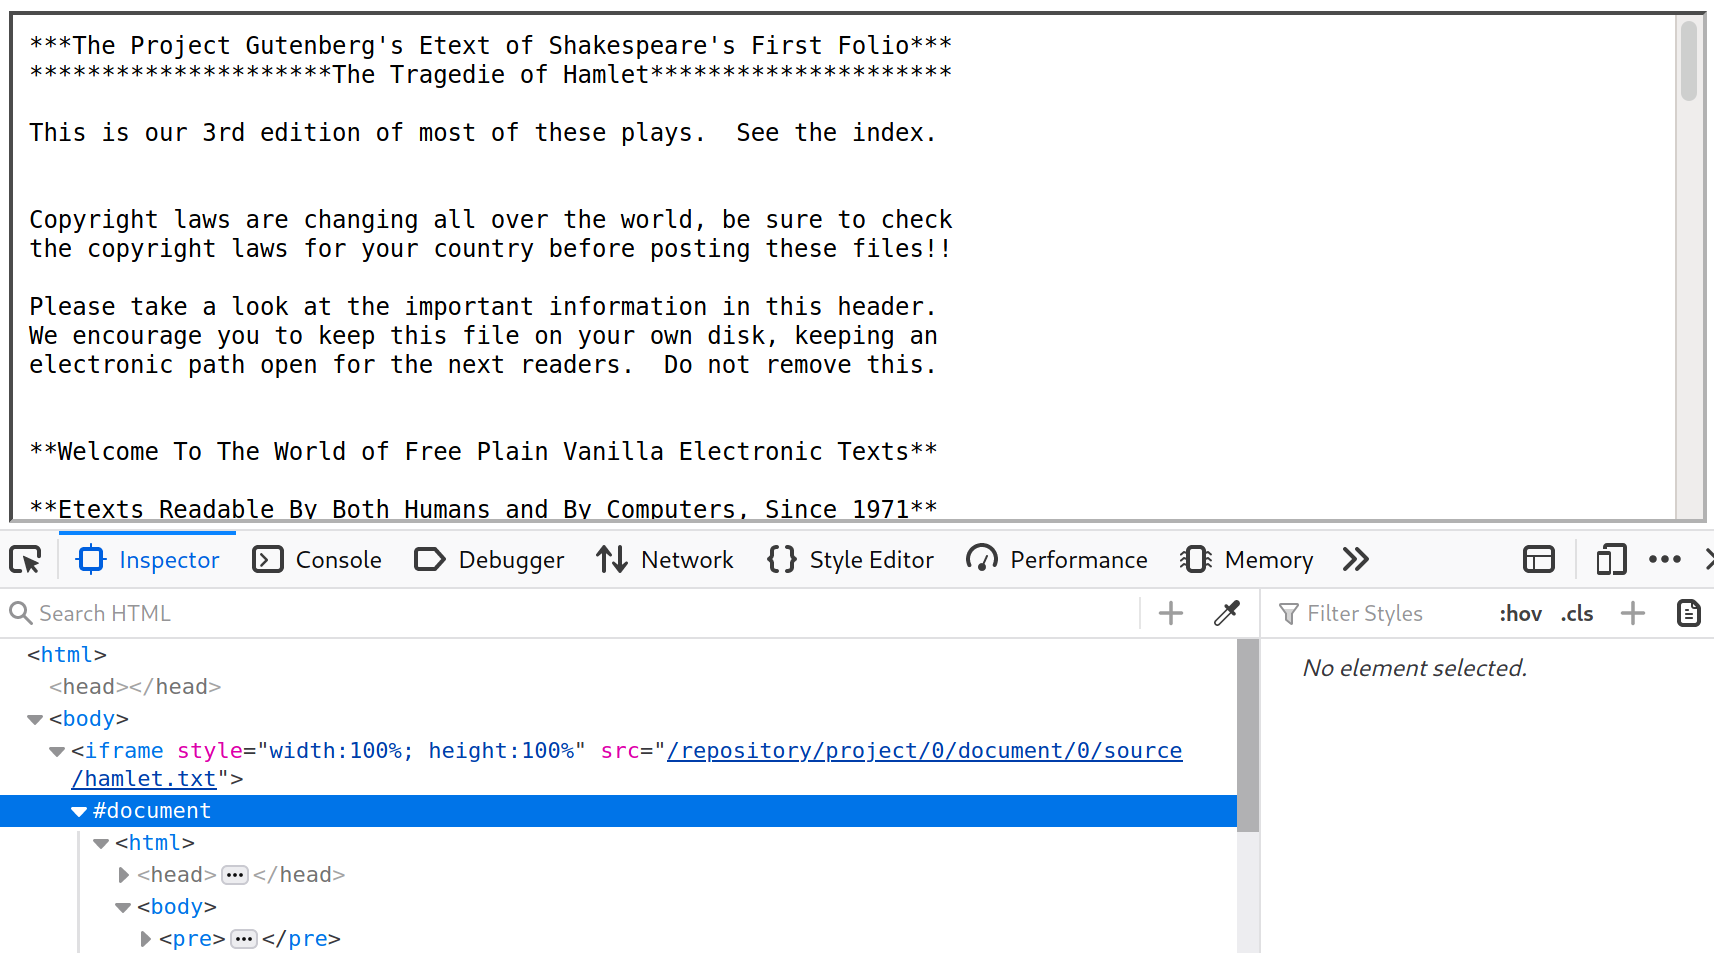 ***The Project Gutenberg's Etext of Shakespeare's First Folio***
*********************The Tragedie of Hamlet*********************
This is our 3rd edition of most of these plays.  See the index.
Copyright laws are changing all over the world, be sure to check
the copyright laws for your country before posting these files!!
Please take a look at the important information in this header.
We encourage you to keep this file on your own disk, keeping an
electronic path open for the next readers.  Do not remove this.
**Welcome To The World of Free Plain Vanilla Electronic Texts**
**Etexts Readable By Both Humans and By Computers, Since 1971**
Inspector Console Debugger Network {} Style Editor Performance Memory
Search HTML
Filter Styles :hov .cls
<html>
<head></head>
<body>
<iframe style="width:100%; height:100%" src="/repository/project/0/document/0/source
/hamlet.txt">
#document
<html>
<head>...</head>
<body>
<pre>...</pre>
No element selected.